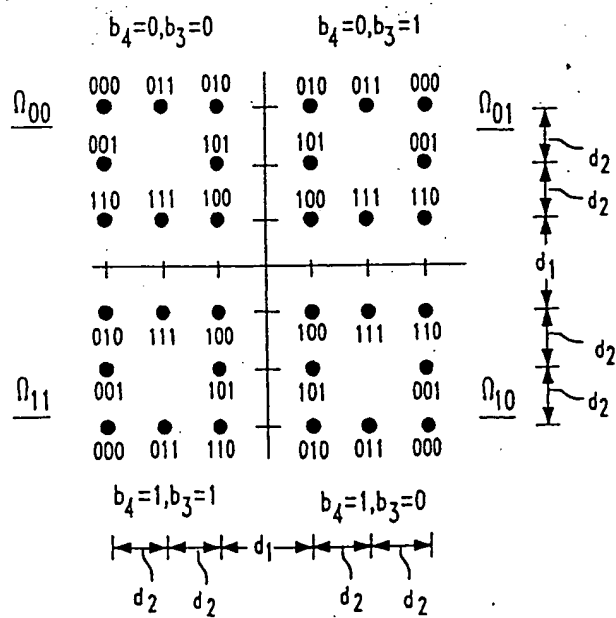 b4=0,b3=0 b4=0,b3=1
000 011 010 010 011 000
Ω00 Ω01
001 101 101 001
d2
110 111 100 100 111 110
d2
d1
010 111 100 100 111 110
d2
001 101 101 001
Ω11 Ω10
d2
000 011 110 010 011 000
b4=1,b3=1 b4=1,b3=0
d1
d2 d2 d2 d2